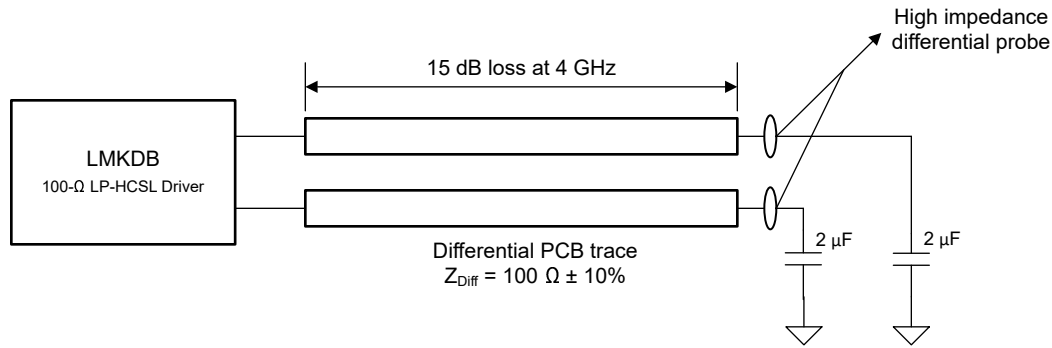 High impedance
differential probe
15 dB loss at 4 GHz
LMKDB
100-Ω LP-HCSL Driver
Differential PCB trace
ZDiff = 100 Ω ± 10%
2 µF
2 µF